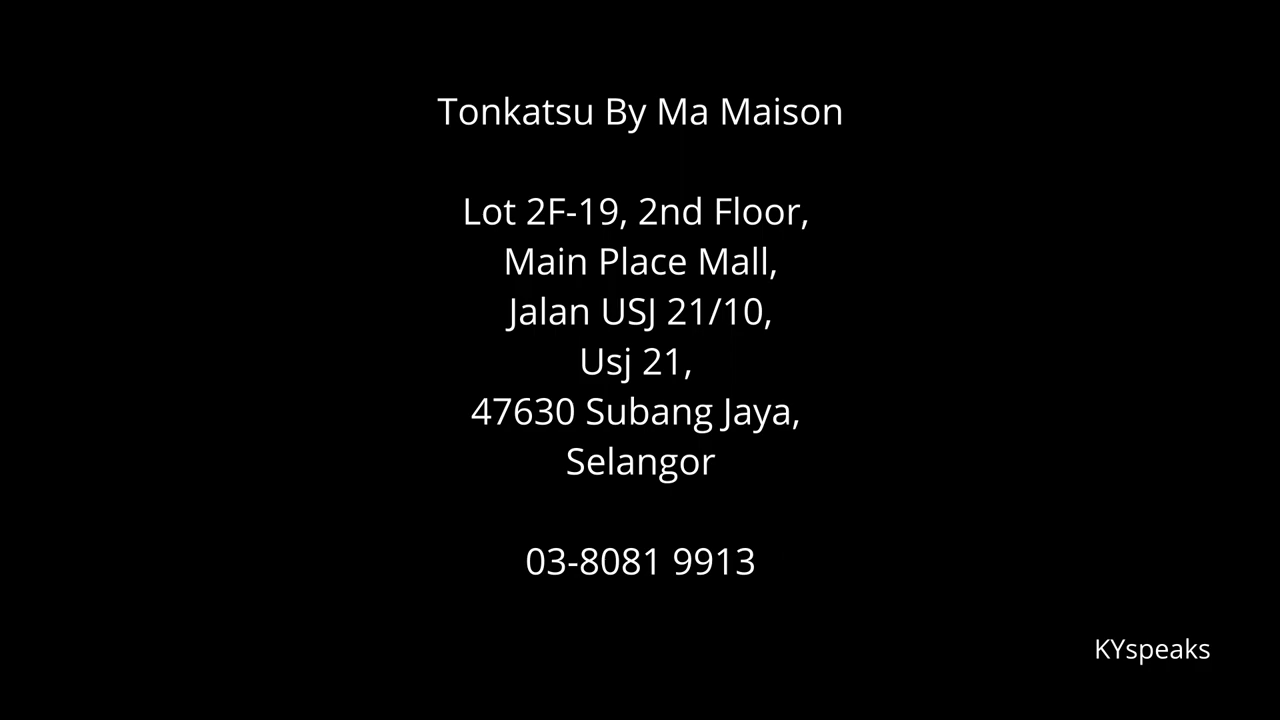 Tonkatsu By Ma Maison
Lot 2F-19, 2nd Floor,
Main Place Mall,
Jalan USJ 21/10,
Usj 21,
47630 Subang Jaya,
Selangor
03-8081 9913
KYspeaks